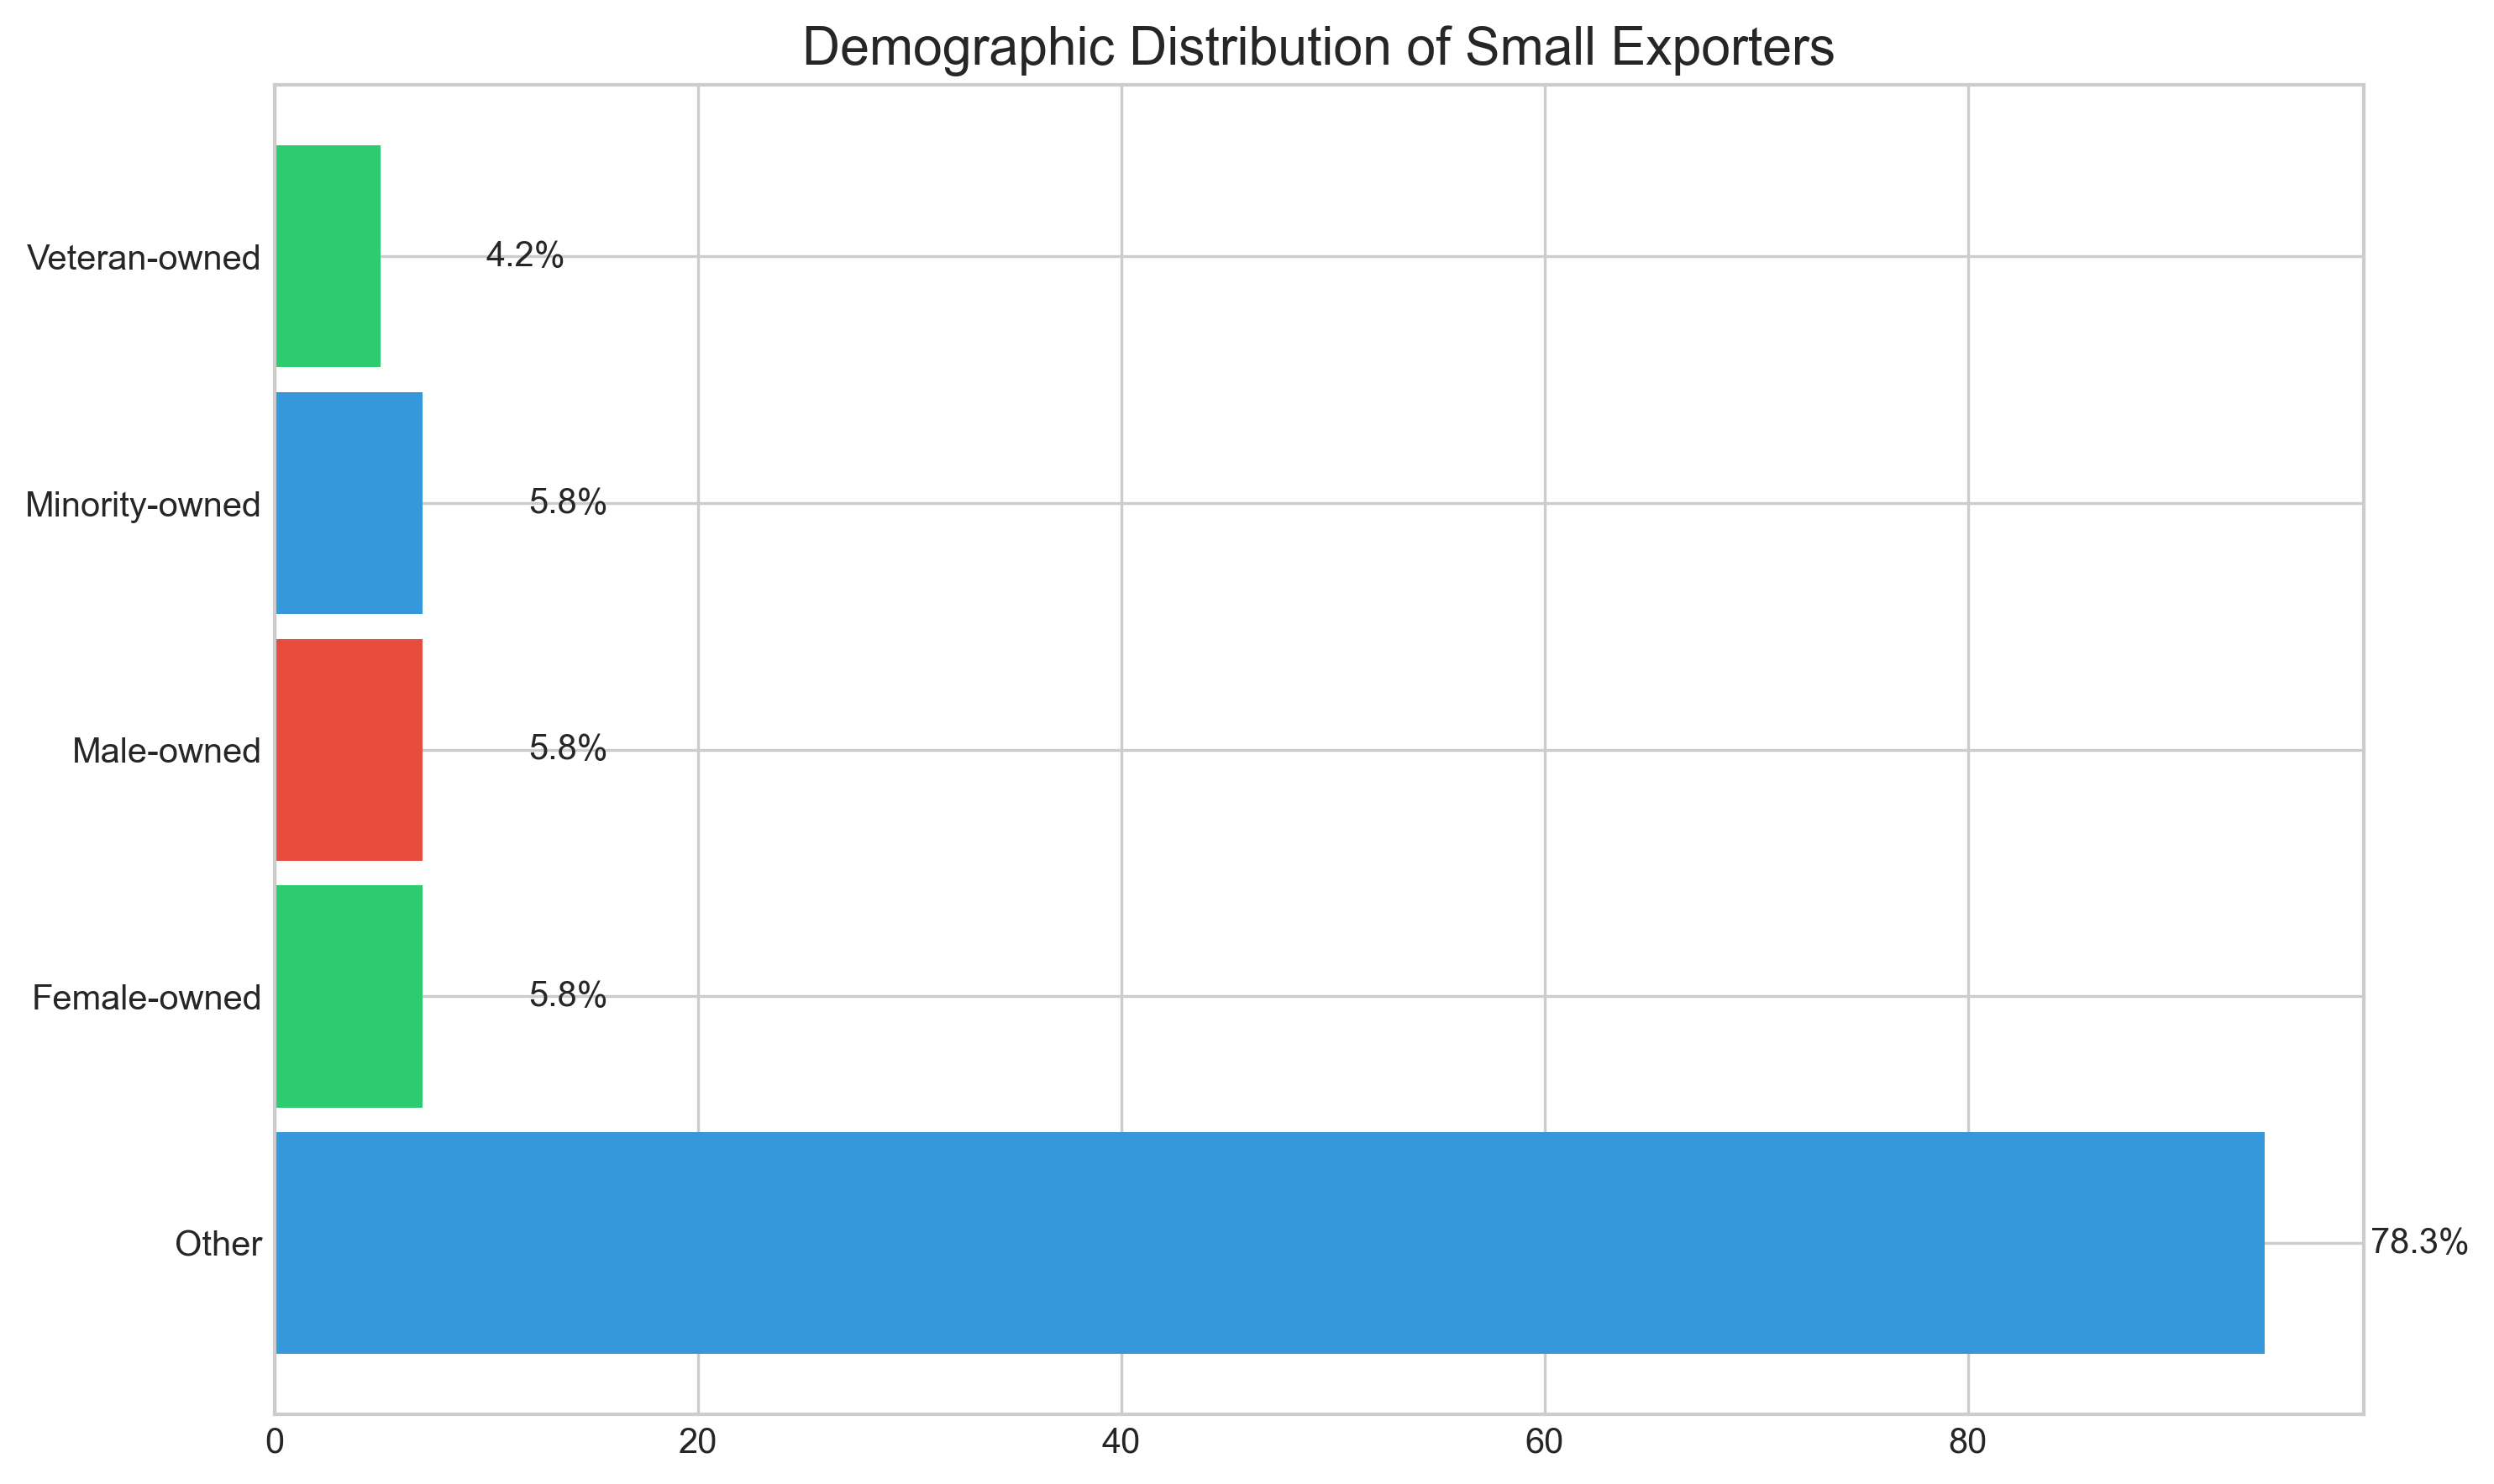 Demographic Distribution of Small Exporters
Veteran-owned
4.2%
Minority-owned
5.8%
Male-owned
5.8%
Female-owned
5.8%
Other
78.3%
0 20 40 60 80